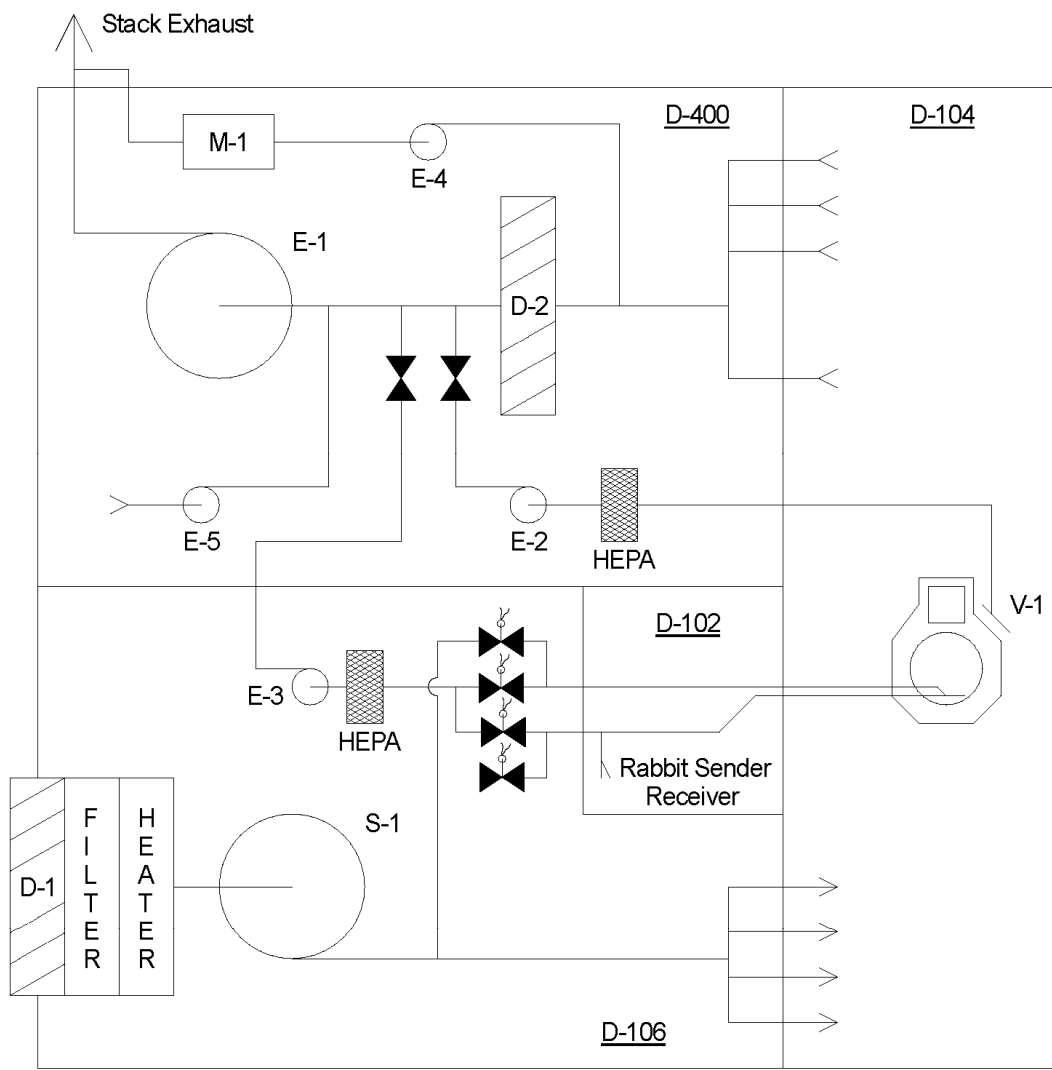 Stack Exhaust
D-400
D-104
M-1
E-4
E-1
D-2
E-5
E-2
HEPA
V-1
D-102
E-3
HEPA
Rabbit Sender
Receiver
S-1
D-1
FILTER
HEATER
D-106